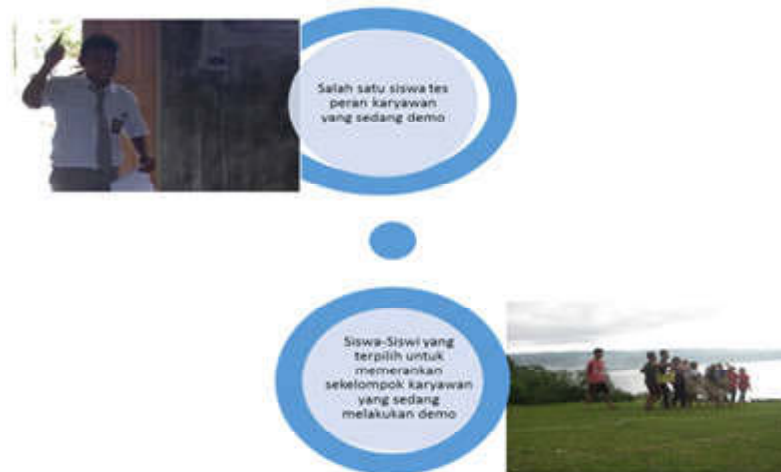 Salah satu siswa tes
peran karyawan
yang sedang demo
Siswa-Siswi yang
terpilih untuk
memerankan
sekelompok karyawan
yang sedang
melakukan demo